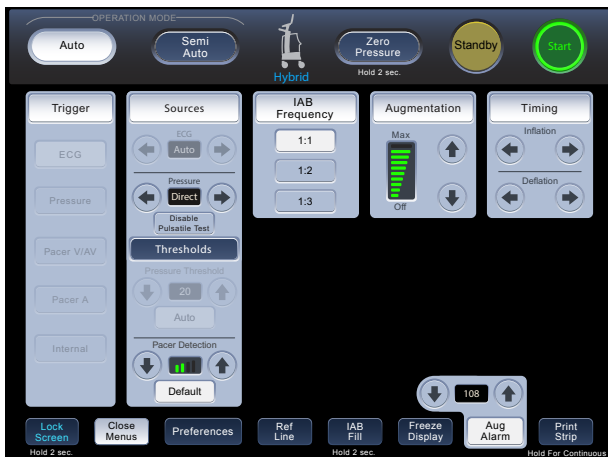 OPERATION MODE
Auto
Semi
Auto
Hybrid
Zero
Pressure
Hold 2 sec.
Standby
Start
Trigger
ECG
Pressure
Pacer V/AV
Pacer A
Internal
Sources
ECG
Auto
Pressure
Direct
Disable
Pulsatile Test
Thresholds
Pressure Threshold
20
Auto
Pacer Detection
Default
IAB
Frequency
1:1
1:2
1:3
Augmentation
Max
Off
Timing
Inflation
Deflation
108
Lock
Screen
Hold 2 sec.
Close
Menus
Preferences
Ref
Line
IAB
Fill
Hold 2 sec.
Freeze
Display
Aug
Alarm
Print
Strip
Hold For Continuous